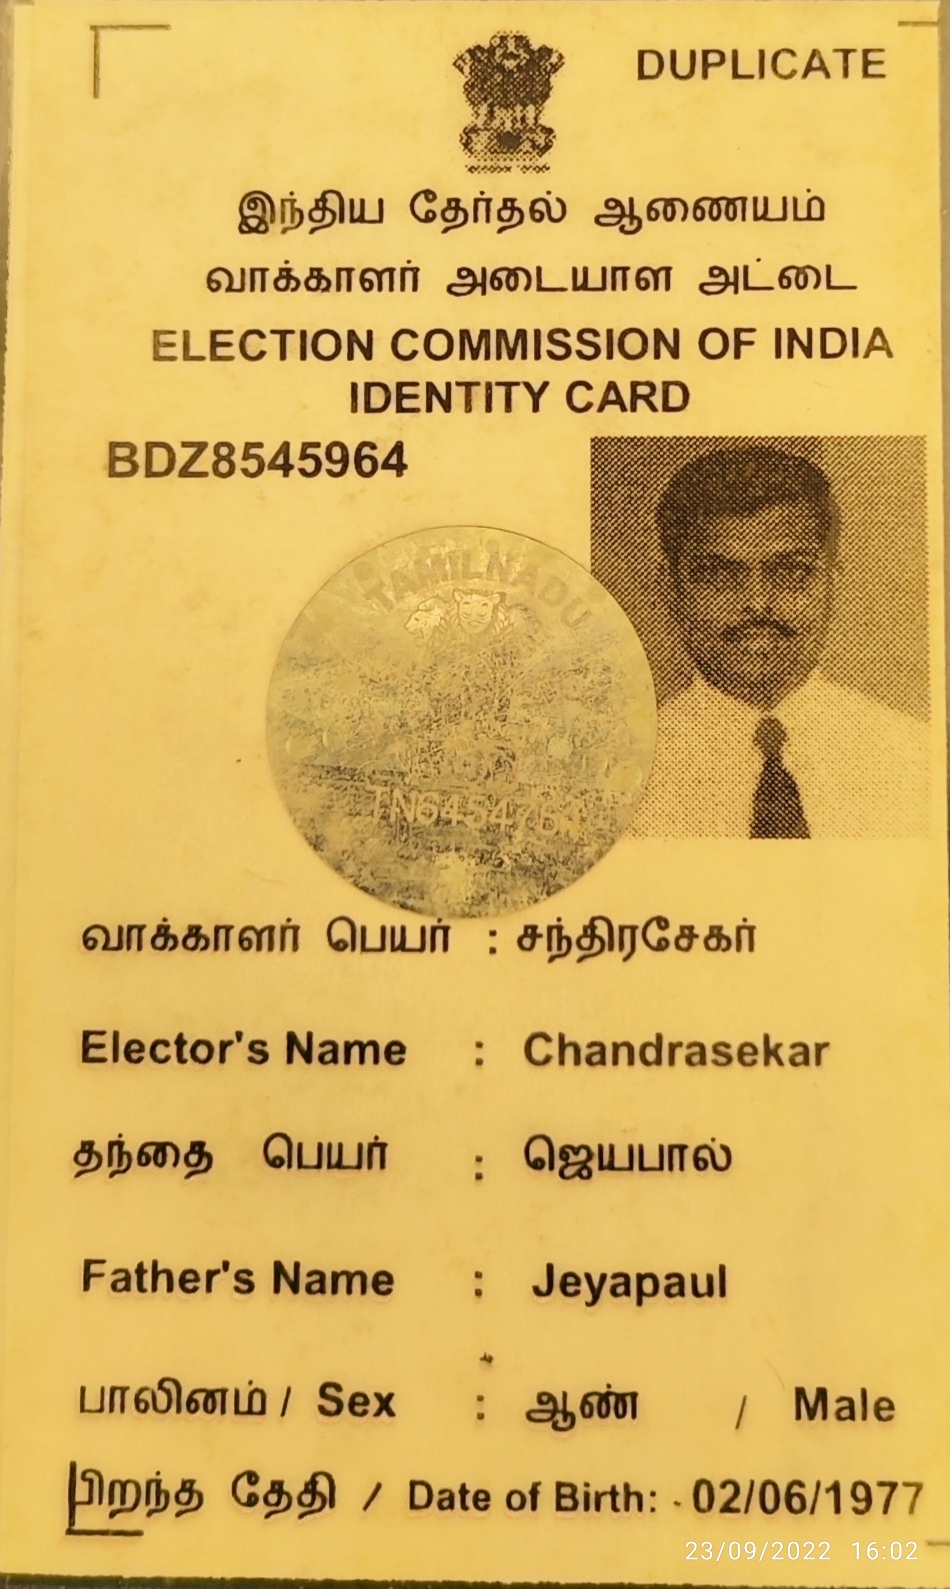 DUPLICATE
இந்திய தேர்தல் ஆணையம்
வாக்காளர் அடையாள அட்டை
ELECTION COMMISSION OF INDIA
IDENTITY CARD
BDZ8545964
TAMILNADU
வாக்காளர் பெயர் : சந்திரசேகர்
Elector's Name : Chandrasekar
தந்தை பெயர் : ஜெயபால்
Father's Name : Jeyapaul
பாலினம் / Sex : ஆண் / Male
பிறந்த தேதி / Date of Birth: 02/06/1977
23/09/2022 16:02